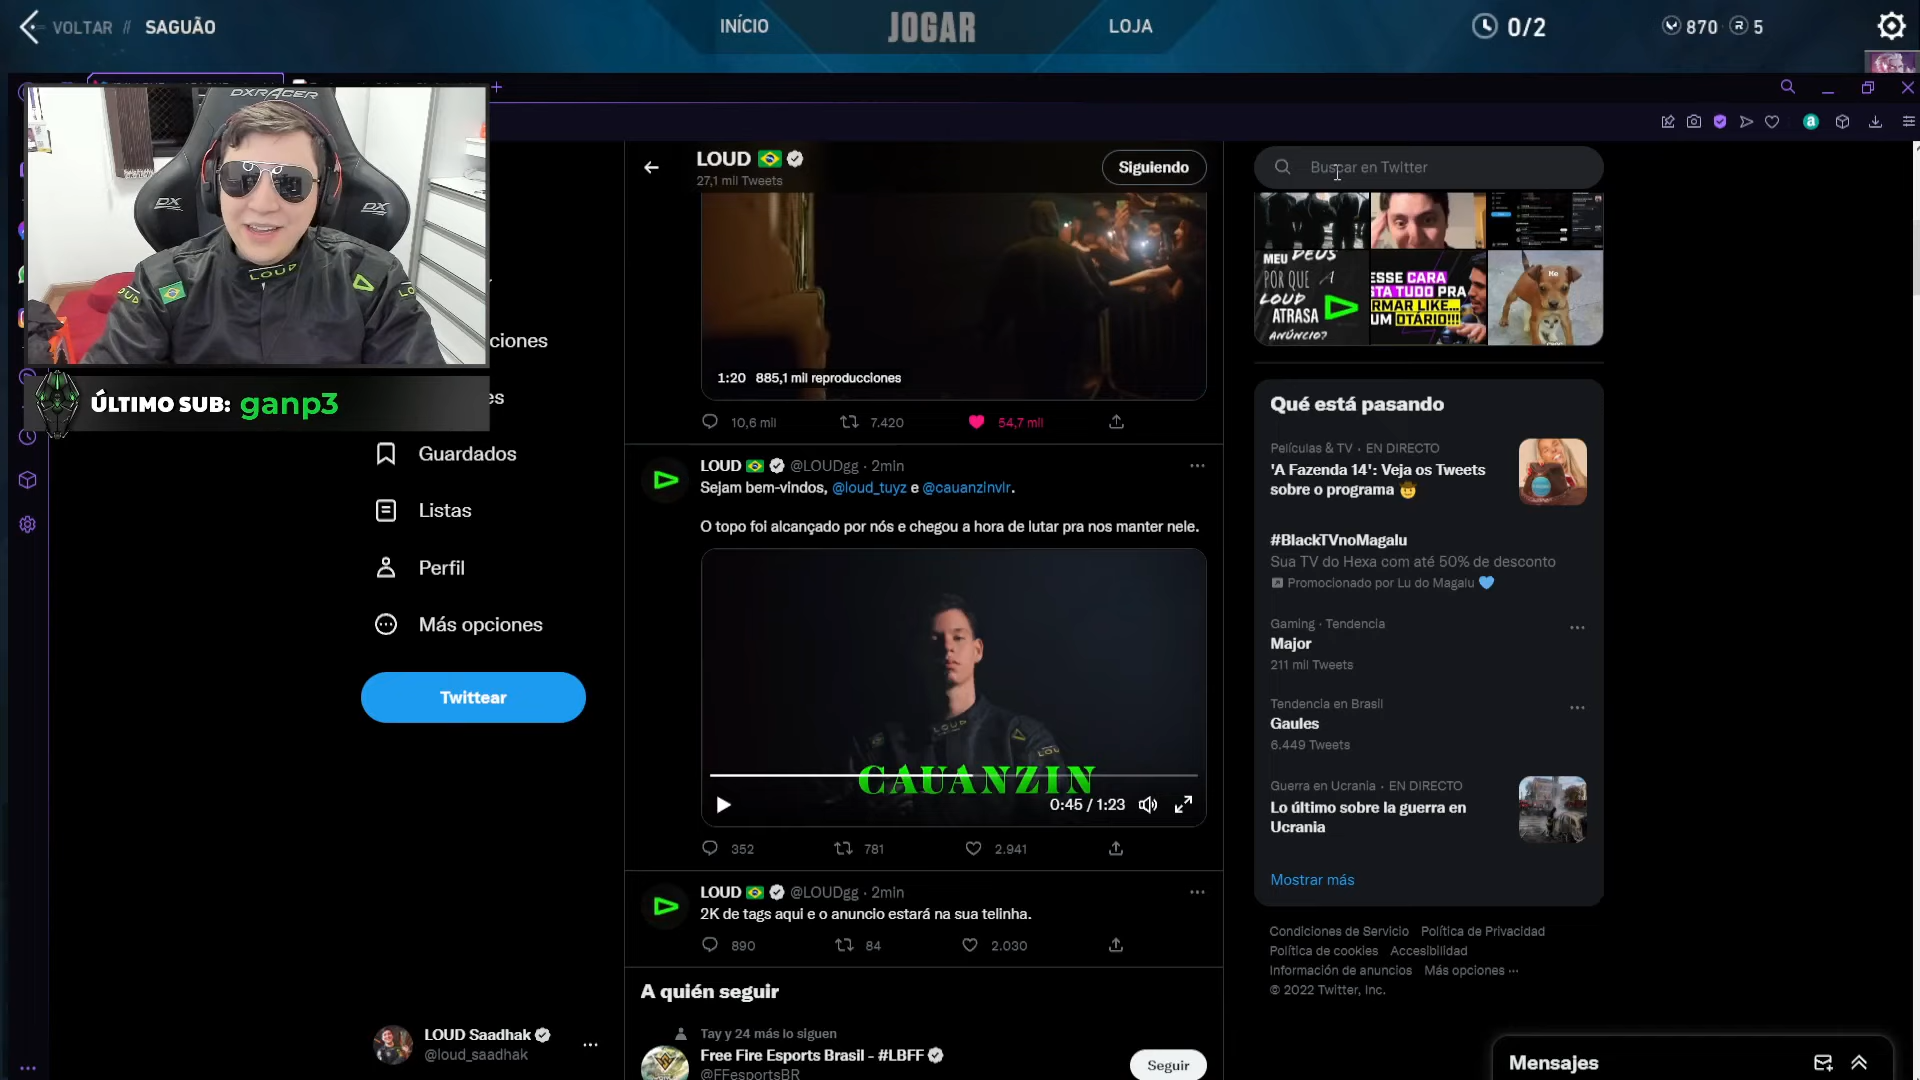 VOLTAR // SAGUÃO
INÍCIO
JOGAR
LOJA
0/2
870
5
DXRACER
LOUD
ÚLTIMO SUB: ganp3
ciones
es
Guardados
Listas
Perfil
Más opciones
Twittear
LOUD Saadhak
@loud_saadhak
LOUD
27,1 mil Tweets
Siguiendo
1:20 885,1 mil reproducciones
10,6 mil 7.420 54,7 mil
LOUD @LOUDgg · 2min
Sejam bem-vindos, @loud_tuyz e @cauanzinvlr.
O topo foi alcançado por nós e chegou a hora de lutar pra nos manter nele.
LOUD
CAUANZIN
0:45 / 1:23
352 781 2.941
LOUD @LOUDgg · 2min
2K de tags aqui e o anuncio estará na sua telinha.
890 84 2.030
A quién seguir
Tay y 24 más lo siguen
Free Fire Esports Brasil - #LBFF
@FFesportsBR
Seguir
Buscar en Twitter
MEU DEUS
POR QUE
LOUD
ATRASA
ANÚNCIO?
ESSE CARA
STA TUDO PRA
RMAR LIKE...
UM OTÁRIO!!!
Qué está pasando
Películas & TV · EN DIRECTO
'A Fazenda 14': Veja os Tweets
sobre o programa
#BlackTVnoMagalu
Sua TV do Hexa com até 50% de desconto
Promocionado por Lu do Magalu
Gaming · Tendencia
Major
211 mil Tweets
Tendencia en Brasil
Gaules
6.449 Tweets
Guerra en Ucrania · EN DIRECTO
Lo último sobre la guerra en
Ucrania
Mostrar más
Condiciones de Servicio Política de Privacidad
Política de cookies Accesibilidad
Información de anuncios Más opciones ···
© 2022 Twitter, Inc.
Mensajes